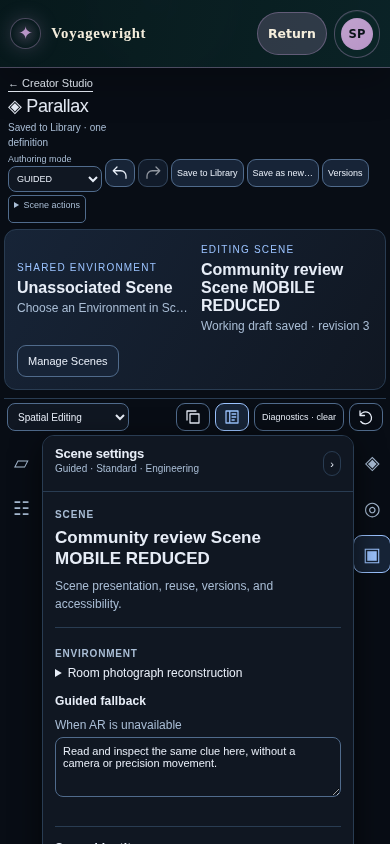 Voyagewright
Return
SP
← Creator Studio
◈ Parallax
Saved to Library · one
definition
Authoring mode
GUIDED
Save to Library
Save as new…
Versions
Scene actions
SHARED ENVIRONMENT
Unassociated Scene
Choose an Environment in Sc…
EDITING SCENE
Community review
Scene MOBILE
REDUCED
Working draft saved · revision 3
Manage Scenes
Spatial Editing
Diagnostics · clear
Scene settings
Guided · Standard · Engineering
SCENE
Community review Scene
MOBILE REDUCED
Scene presentation, reuse, versions, and
accessibility.
ENVIRONMENT
Room photograph reconstruction
Guided fallback
When AR is unavailable
Read and inspect the same clue here, without a
camera or precision movement.